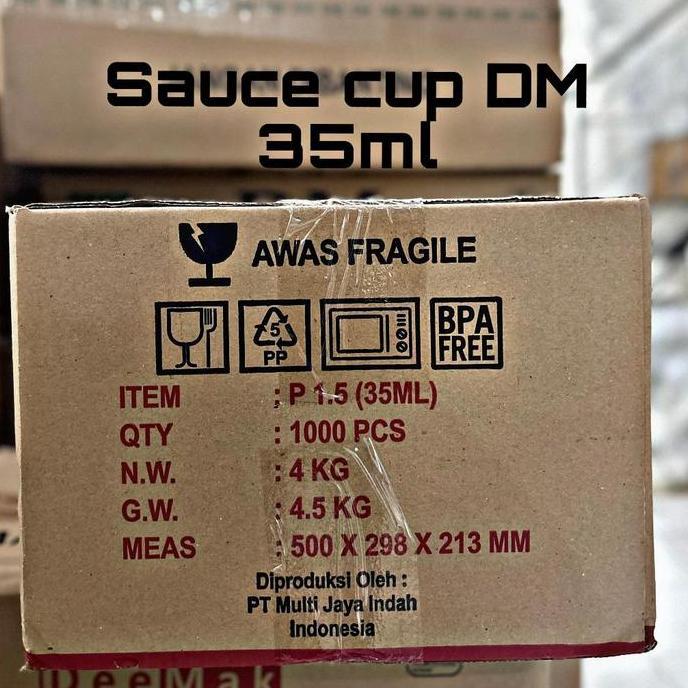 Sauce cup DM
35ml
AWAS FRAGILE
5
PP
BPA
FREE
ITEM : P 1.5 (35ML)
QTY : 1000 PCS
N.W. : 4 KG
G.W. : 4.5 KG
MEAS : 500 X 298 X 213 MM
Diproduksi Oleh :
PT Multi Jaya Indah
Indonesia
DeeMak